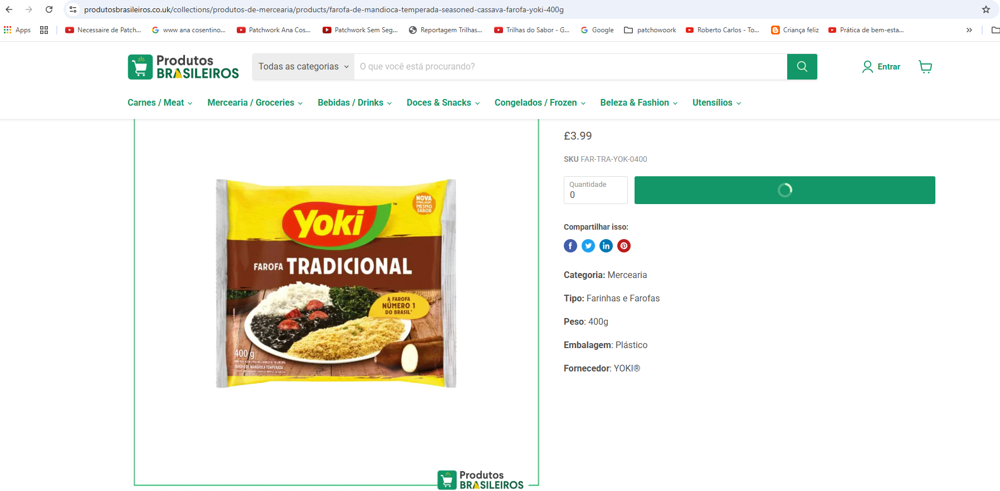 produtosbrasileiros.co.uk/collections/produtos-de-mercearia/products/farofa-de-mandioca-temperada-seasoned-cassava-farofa-yoki-400g
Apps
Necessaire de Patch...
www ana cosentino...
Patchwork Ana Cos...
Patchwork Sem Seg...
Reportagem Trilhas...
Trilhas do Sabor - G...
Google
patchowoork
Roberto Carlos - To...
Criança feliz
Prática de bem-esta...
Produtos
BRASILEIROS
Todas as categorias
O que você está procurando?
Entrar
Carnes / Meat
Mercearia / Groceries
Bebidas / Drinks
Doces & Snacks
Congelados / Frozen
Beleza & Fashion
Utensílios
NOVA
EMBALAGEM
MESMO
SABOR
Yoki
TM
FAROFA TRADICIONAL
A FAROFA
NÚMERO 1
DO BRASIL*
400 g
FAROFA DE MANDIOCA TEMPERADA
Produtos
BRASILEIROS
£3.99
SKU FAR-TRA-YOK-0400
Quantidade
0
Compartilhar isso:
Categoria: Mercearia
Tipo: Farinhas e Farofas
Peso: 400g
Embalagem: Plástico
Fornecedor: YOKI®